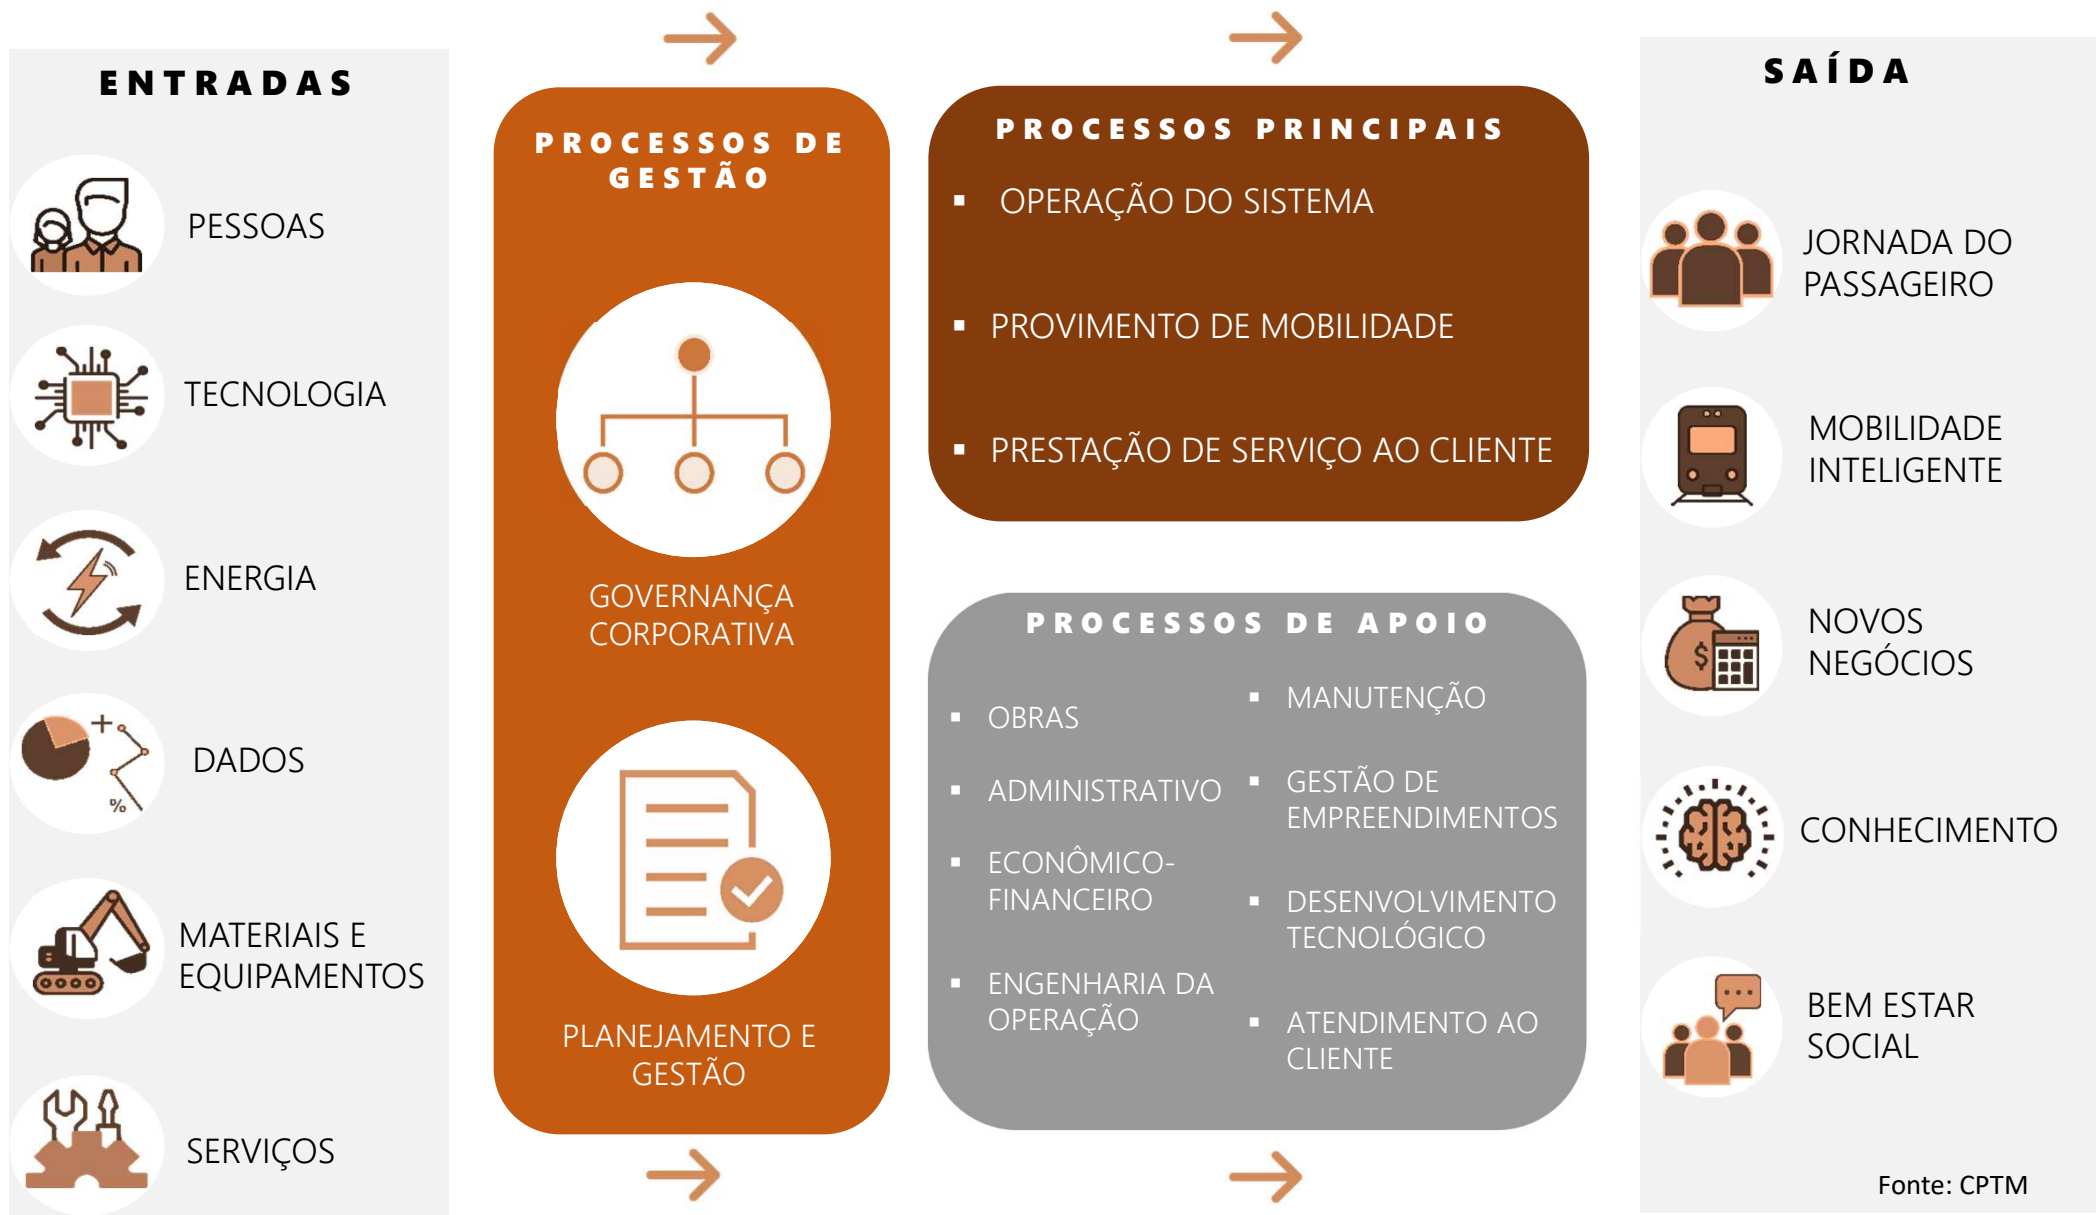 ENTRADAS
PESSOAS
TECNOLOGIA
ENERGIA
DADOS
+
%
MATERIAIS E
EQUIPAMENTOS
SERVIÇOS
PROCESSOS DE
GESTÃO
GOVERNANÇA
CORPORATIVA
PLANEJAMENTO E
GESTÃO
PROCESSOS PRINCIPAIS
▪ OPERAÇÃO DO SISTEMA
▪ PROVIMENTO DE MOBILIDADE
▪ PRESTAÇÃO DE SERVIÇO AO CLIENTE
PROCESSOS DE APOIO
▪ OBRAS
▪ ADMINISTRATIVO
▪ ECONÔMICO-
FINANCEIRO
▪ ENGENHARIA DA
OPERAÇÃO
▪ MANUTENÇÃO
▪ GESTÃO DE
EMPREENDIMENTOS
▪ DESENVOLVIMENTO
TECNOLÓGICO
▪ ATENDIMENTO AO
CLIENTE
SAÍDA
JORNADA DO
PASSAGEIRO
MOBILIDADE
INTELIGENTE
$
NOVOS
NEGÓCIOS
CONHECIMENTO
BEM ESTAR
SOCIAL
Fonte: CPTM